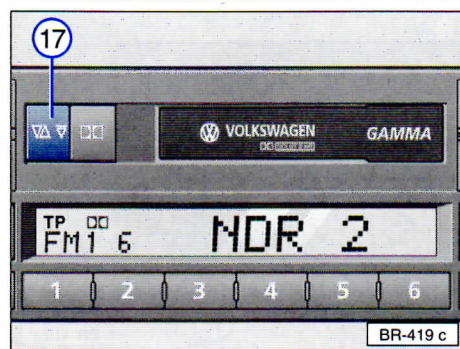 17
VOLKSWAGEN GAMMA
TP
FM1 6 NDR 2
1 2 3 4 5 6
BR-419 c